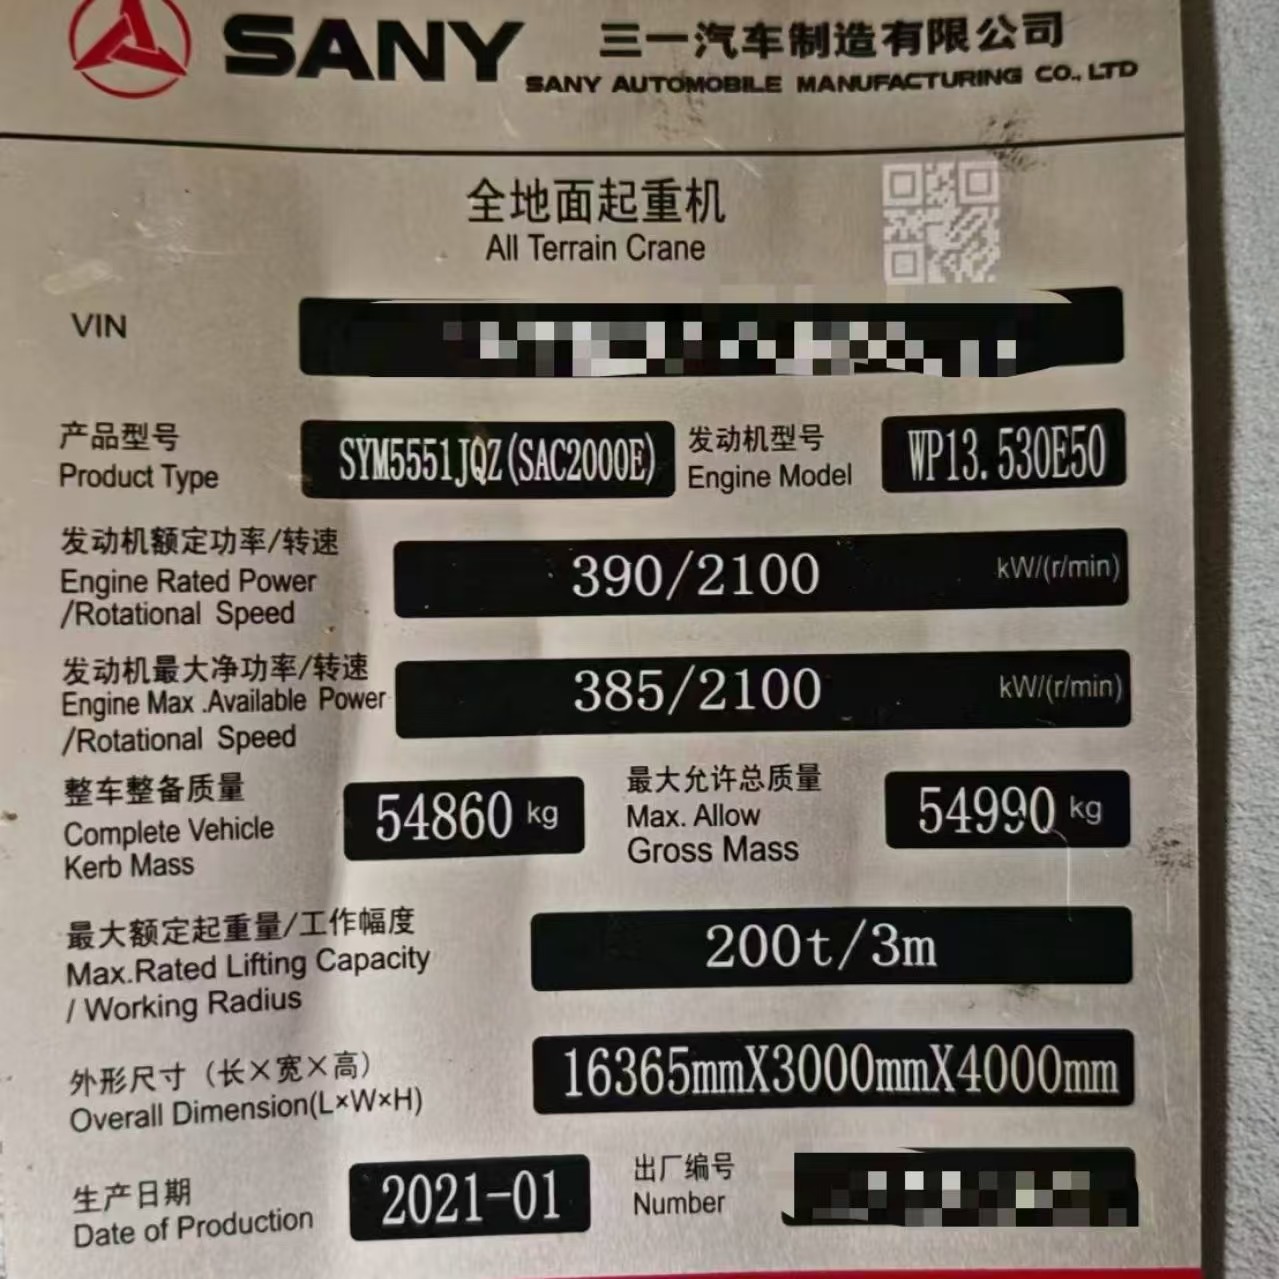 SANY 三一汽车制造有限公司
SANY AUTOMOBILE MANUFACTURING CO., LTD
全地面起重机
All Terrain Crane
VIN
产品型号
Product Type
SYM5551JQZ(SAC2000E)
发动机型号
Engine Model
WP13.530E50
发动机额定功率/转速
Engine Rated Power
/Rotational Speed
390/2100 kW/(r/min)
发动机最大净功率/转速
Engine Max .Available Power
/Rotational Speed
385/2100 kW/(r/min)
整车整备质量
Complete Vehicle
Kerb Mass
54860 kg
最大允许总质量
Max. Allow
Gross Mass
54990 kg
最大额定起重量/工作幅度
Max.Rated Lifting Capacity
/ Working Radius
200t/3m
外形尺寸（长×宽×高）
Overall Dimension(L×W×H)
16365mmX3000mmX4000mm
生产日期
Date of Production
2021-01
出厂编号
Number